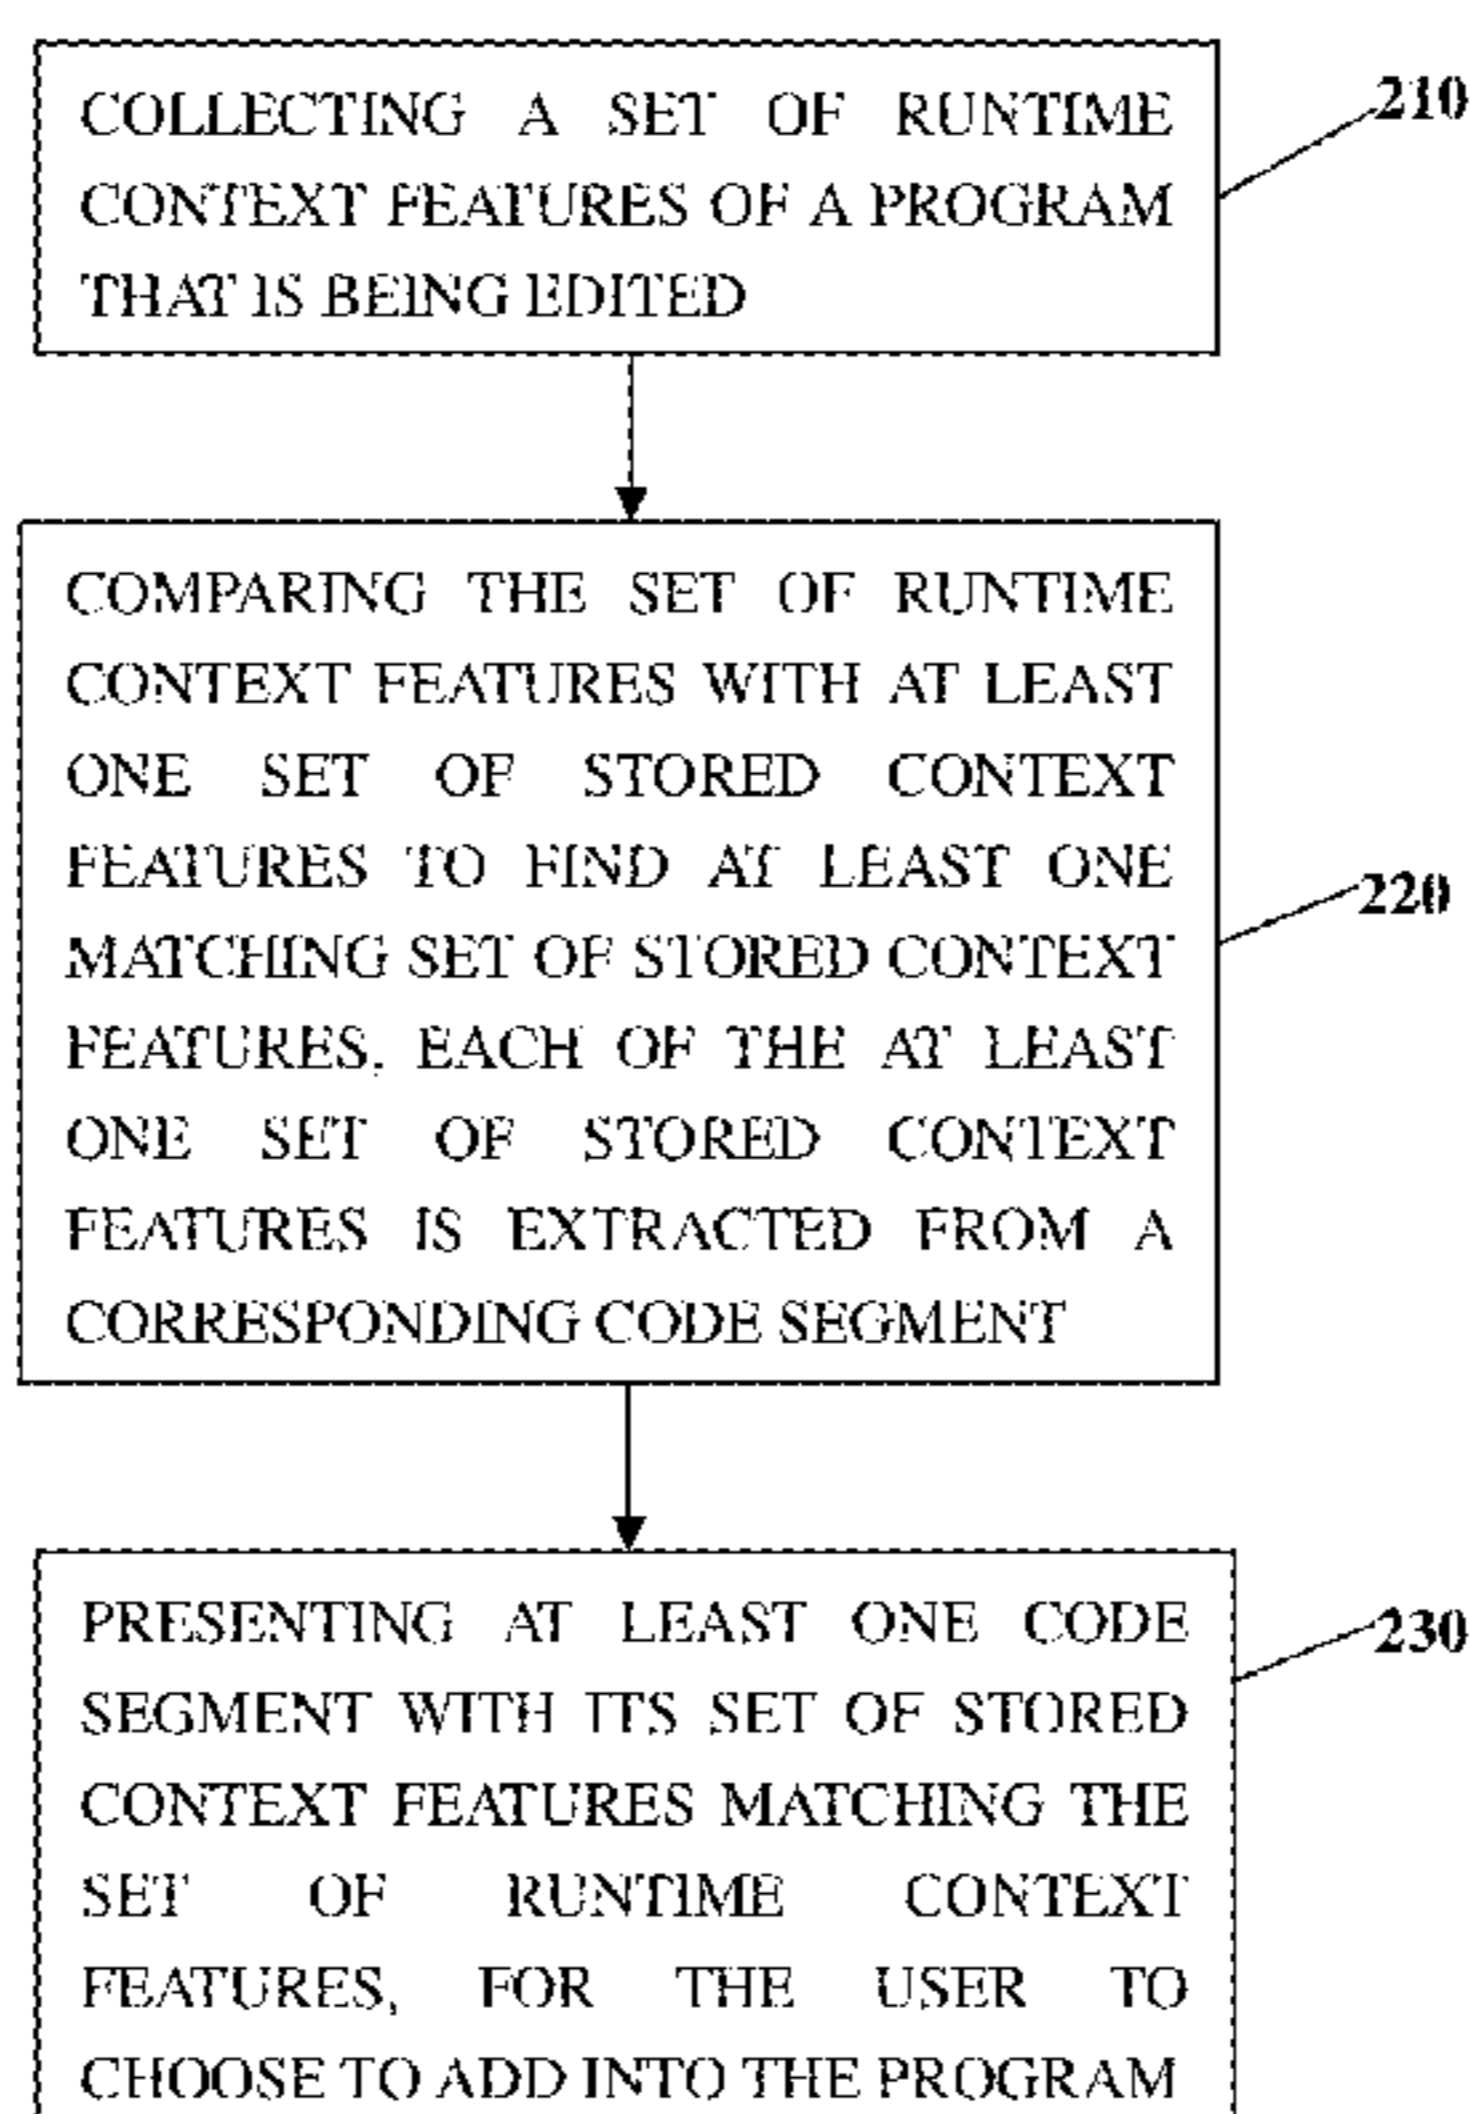 COLLECTING A SET OF RUNTIME
CONTEXT FEATURES OF A PROGRAM
THAT IS BEING EDITED
210
COMPARING THE SET OF RUNTIME
CONTEXT FEATURES WITH AT LEAST
ONE SET OF STORED CONTEXT
FEATURES TO FIND AT LEAST ONE
MATCHING SET OF STORED CONTEXT
FEATURES, EACH OF THE AT LEAST
ONE SET OF STORED CONTEXT
FEATURES IS EXTRACTED FROM A
CORRESPONDING CODE SEGMENT
220
PRESENTING AT LEAST ONE CODE
SEGMENT WITH ITS SET OF STORED
CONTEXT FEATURES MATCHING THE
SET OF RUNTIME CONTEXT
FEATURES, FOR THE USER TO
CHOOSE TO ADD INTO THE PROGRAM
230